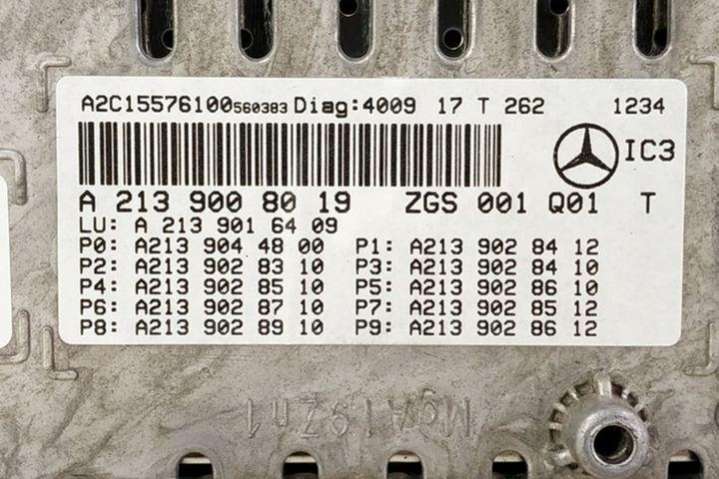 A2C15576100560383 Diag:4009 17 T 262 1234
IC3
A 213 900 80 19 ZGS 001 Q01 T
LU: A 213 901 64 09
P0: A213 904 48 00 P1: A213 902 84 12
P2: A213 902 83 10 P3: A213 902 84 10
P4: A213 902 85 10 P5: A213 902 86 10
P6: A213 902 87 10 P7: A213 902 85 12
P8: A213 902 89 10 P9: A213 902 86 12